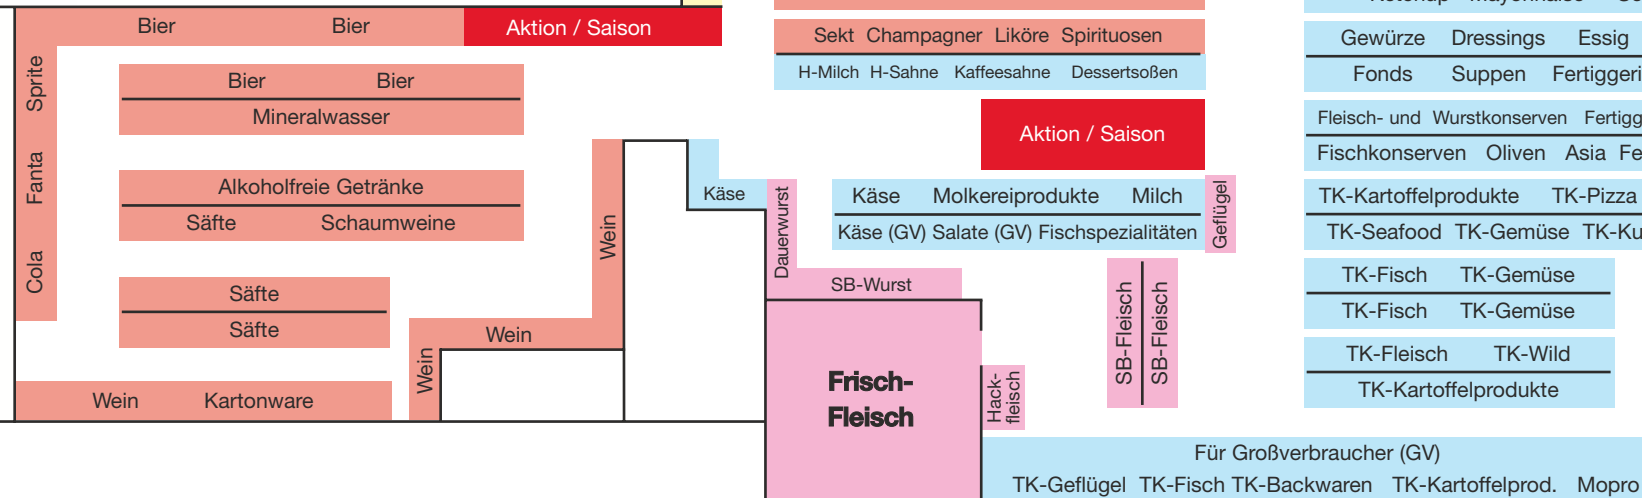 Bier Bier
Aktion / Saison
Sprite
Fanta
Cola
Bier Bier
Mineralwasser
Alkoholfreie Getränke
Säfte Schaumweine
Säfte
Säfte
Wein Kartonware
Wein
Wein
Wein
Sekt Champagner Liköre Spirituosen
H-Milch H-Sahne Kaffeesahne Dessertsoßen
Aktion / Saison
Käse
Dauerwurst
Käse Molkereiprodukte Milch
Käse (GV) Salate (GV) Fischspezialitäten
Geflügel
SB-Wurst
Frisch-
Fleisch
Hack-
fleisch
SB-Fleisch
SB-Fleisch
Gewürze Dressings Essig
Fonds Suppen Fertiggeri
Fleisch- und Wurstkonserven Fertigg
Fischkonserven Oliven Asia Fe
TK-Kartoffelprodukte TK-Pizza
TK-Seafood TK-Gemüse TK-Ku
TK-Fisch TK-Gemüse
TK-Fisch TK-Gemüse
TK-Fleisch TK-Wild
TK-Kartoffelprodukte
Für Großverbraucher (GV)
TK-Geflügel TK-Fisch TK-Backwaren TK-Kartoffelprod. Mopro